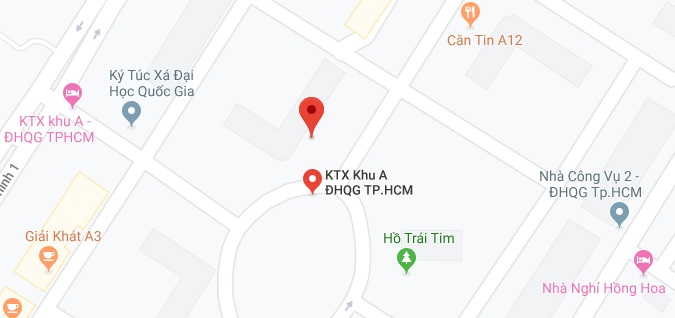 Căn Tin A12
Ký Túc Xá Đại
Học Quốc Gia
KTX khu A -
ĐHQG TPHCM
KTX Khu A
ĐHQG TP.HCM
Nhà Công Vụ 2 -
ĐHQG Tp.HCM
Giải Khát A3
Hồ Trái Tim
Nhà Nghỉ Hồng Hoa